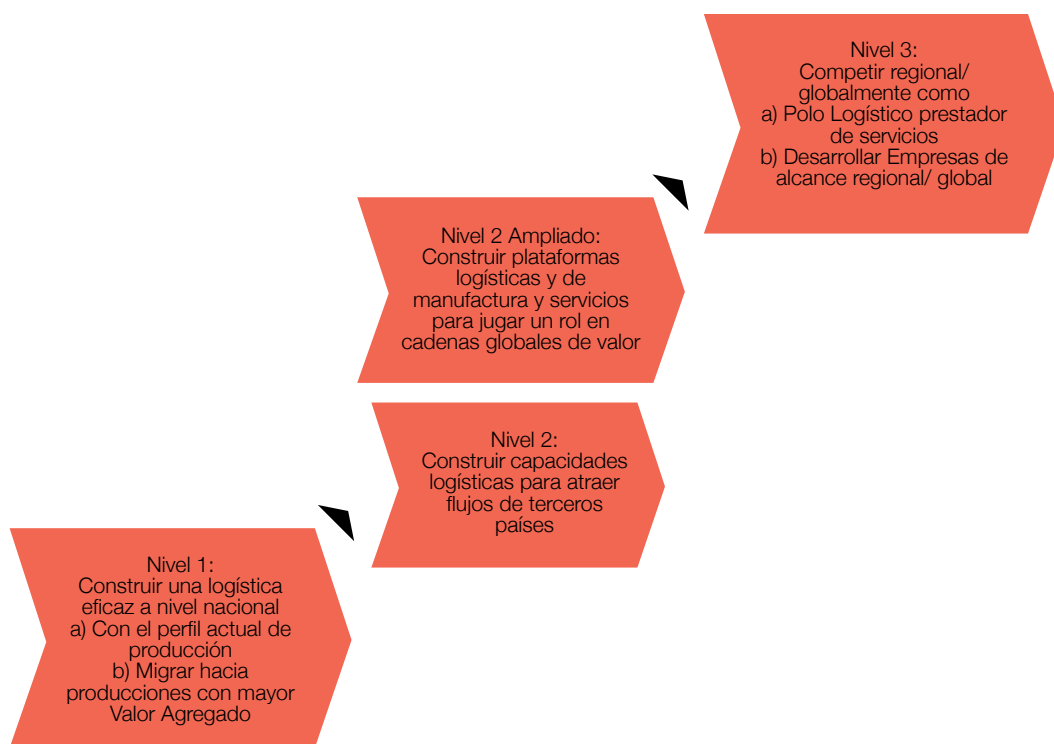 Nivel 3:
Competir regional/
globalmente como
a) Polo Logístico prestador
de servicios
b) Desarrollar Empresas de
alcance regional/ global
Nivel 2 Ampliado:
Construir plataformas
logísticas y de
manufactura y servicios
para jugar un rol en
cadenas globales de valor
Nivel 2:
Construir capacidades
logísticas para atraer
flujos de terceros
países
Nivel 1:
Construir una logística
eficaz a nivel nacional
a) Con el perfil actual de
producción
b) Migrar hacia
producciones con mayor
Valor Agregado